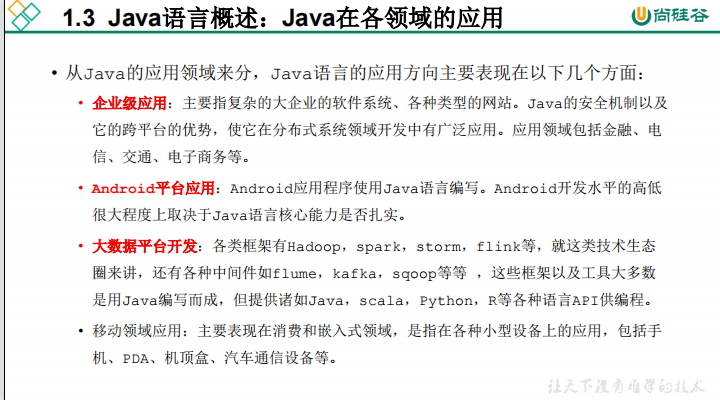 1.3 Java语言概述：Java在各领域的应用
尚硅谷
• 从Java的应用领域来分，Java语言的应用方向主要表现在以下几个方面：
• 企业级应用：主要指复杂的大企业的软件系统、各种类型的网站。Java的安全机制以及
它的跨平台的优势，使它在分布式系统领域开发中有广泛应用。应用领域包括金融、电
信、交通、电子商务等。
• Android平台应用：Android应用程序使用Java语言编写。Android开发水平的高低
很大程度上取决于Java语言核心能力是否扎实。
• 大数据平台开发：各类框架有Hadoop，spark，storm，flink等，就这类技术生态
圈来讲，还有各种中间件如flume，kafka，sqoop等等 ，这些框架以及工具大多数
是用Java编写而成，但提供诸如Java，scala，Python，R等各种语言API供编程。
• 移动领域应用：主要表现在消费和嵌入式领域，是指在各种小型设备上的应用，包括手
机、PDA、机顶盒、汽车通信设备等。
让天下没有难学的技术